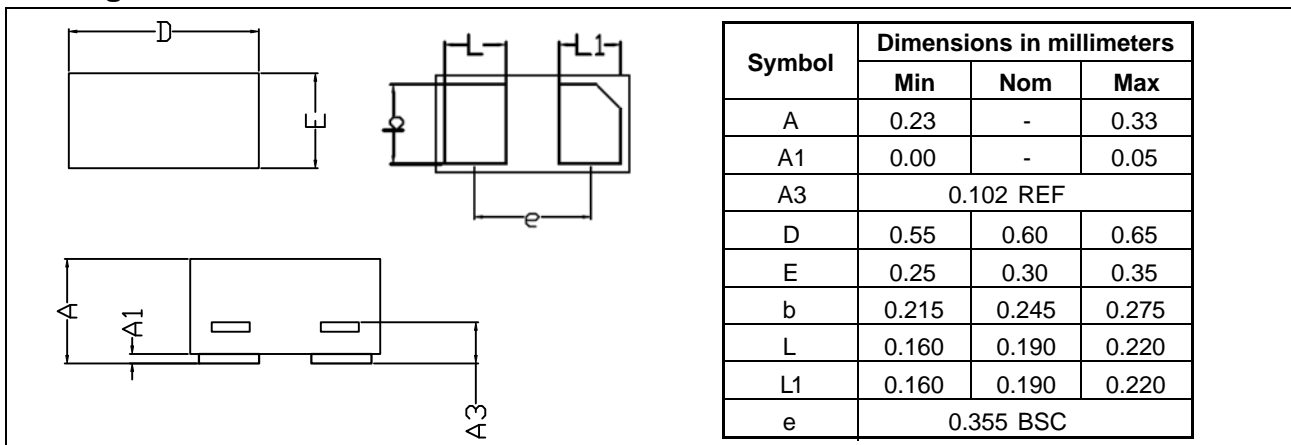 D
E
L
L1
b
e
A
A1
A3
Symbol Dimensions in millimeters
Min Nom Max
A 0.23 - 0.33
A1 0.00 - 0.05
A3 0.102 REF
D 0.55 0.60 0.65
E 0.25 0.30 0.35
b 0.215 0.245 0.275
L 0.160 0.190 0.220
L1 0.160 0.190 0.220
e 0.355 BSC